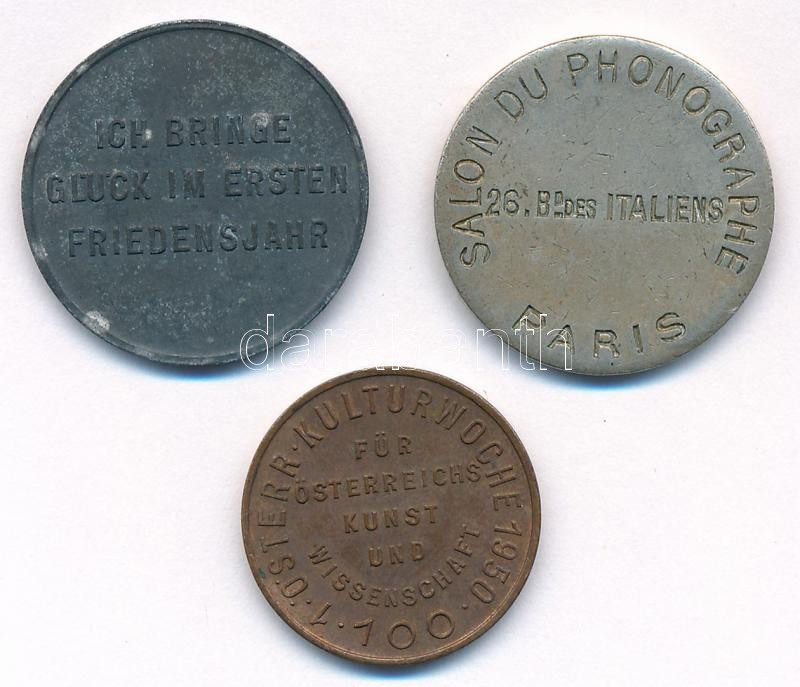 ICH BRINGE
GLÜCK IM ERSTEN
FRIEDENSJAHR
SALON DU PHONOGRAPHE
26. Bᴰ DES ITALIENS
PARIS
1. ÖSTERR. KULTURWOCHE 1950.
FÜR
ÖSTERREICHS
KUNST
UND
WISSENSCHAFT
100
darabanth